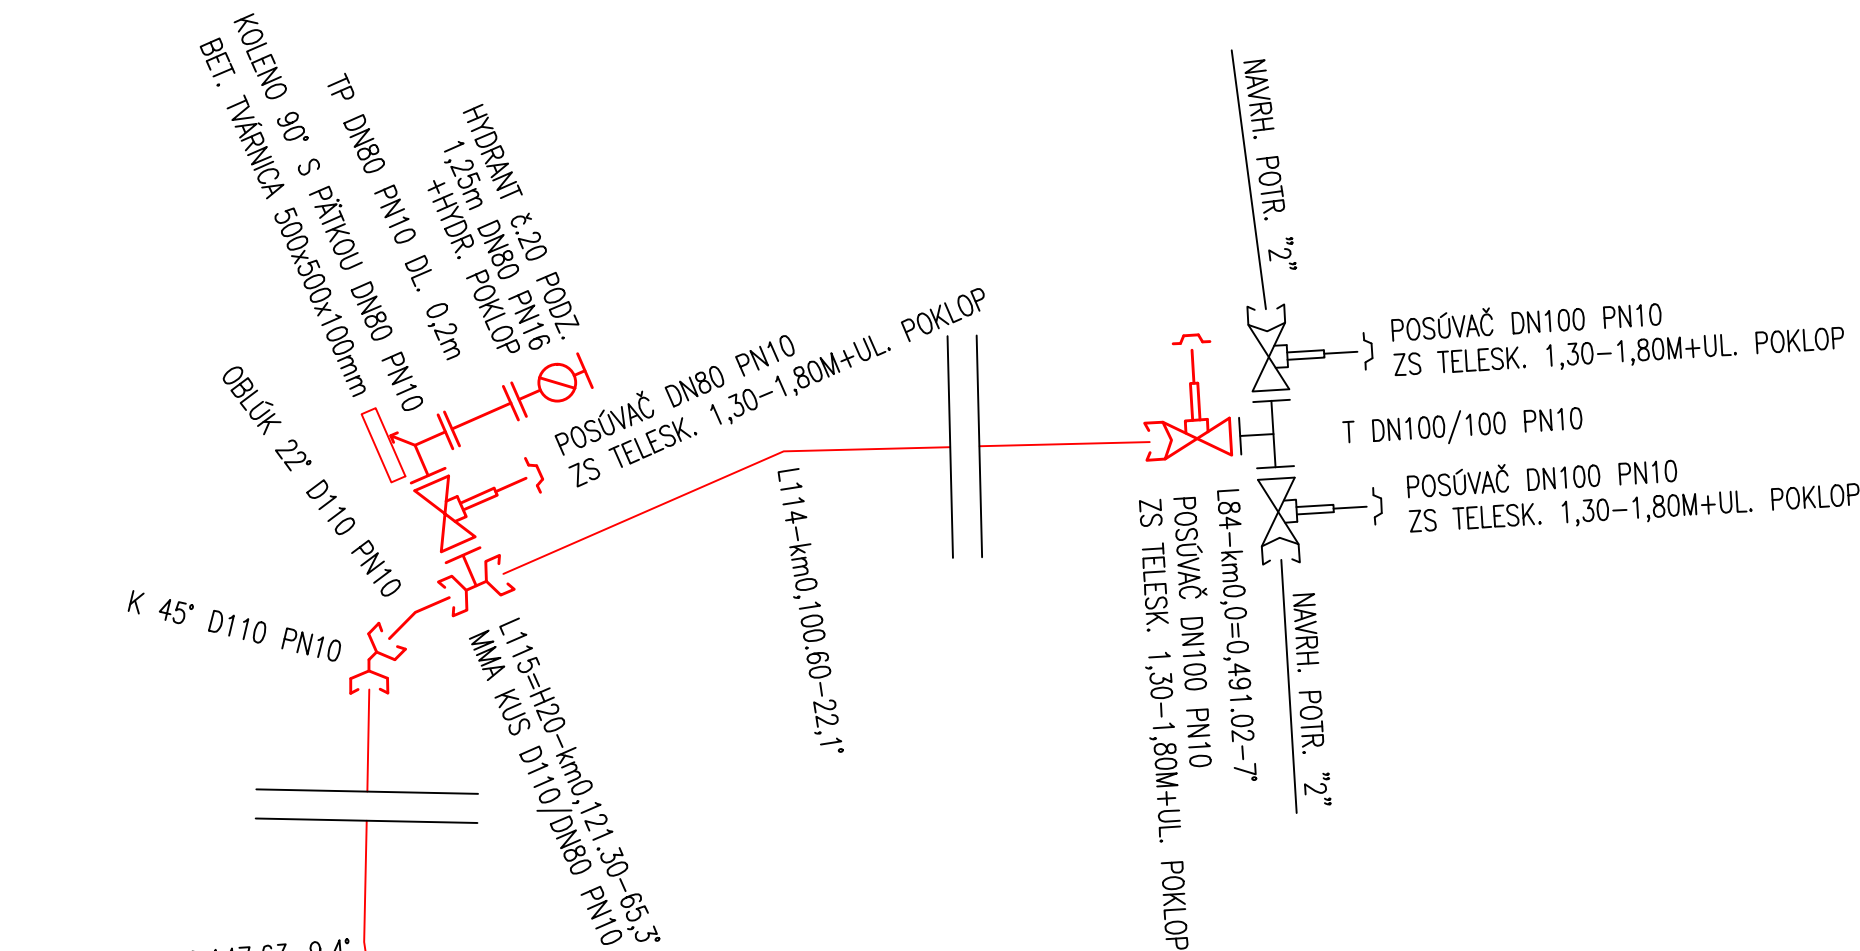 KOLENO 90° S PÄTKOU DN80 PN10
BET. TVÁRNICA 500x500x100mm
TP DN80 PN10 DL. 0,2m
HYDRANT č.20 PODZ.
1,25m DN80 PN16
+HYDR. POKLOP
POSÚVAČ DN80 PN10
ZS TELESK. 1,30-1,80M+UL. POKLOP
OBLÚK 22° D110 PN10
K 45° D110 PN10
L115=H20-km0,121.30-65,3°
MMA KUS D110/DN80 PN10
L114-km0,100.60-22,1°
NAVRH. POTR. "2"
POSÚVAČ DN100 PN10
ZS TELESK. 1,30-1,80M+UL. POKLOP
T DN100/100 PN10
POSÚVAČ DN100 PN10
ZS TELESK. 1,30-1,80M+UL. POKLOP
L84-km0,0=0,491.02-7°
POSÚVAČ DN100 PN10
ZS TELESK. 1,30-1,80M+UL. POKLOP
NAVRH. POTR. "2"